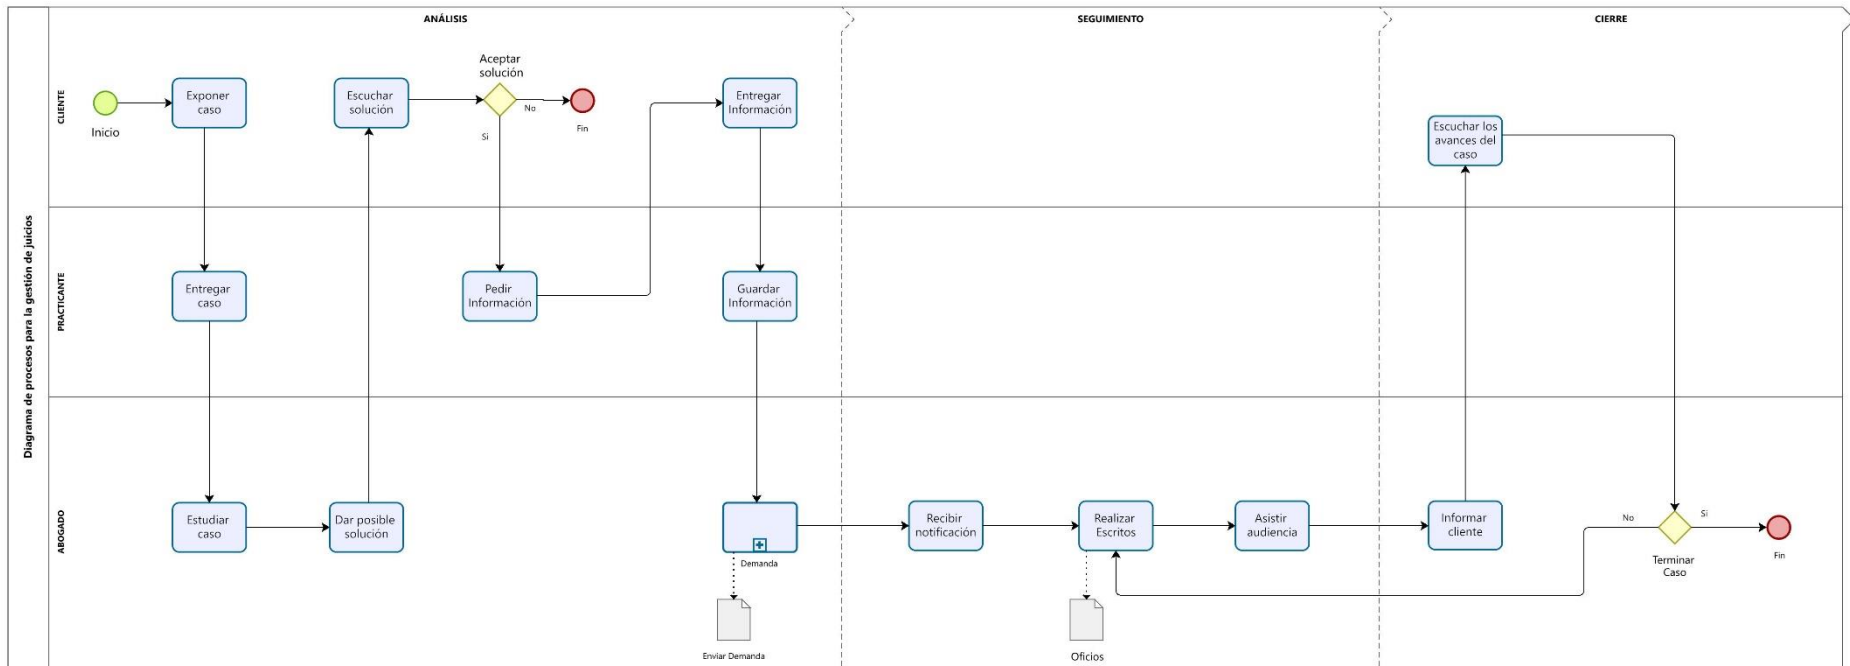 Diagrama de procesos para la gestión de juicios
ANÁLISIS
SEGUIMIENTO
CIERRE
CLIENTE
Inicio
Exponer
caso
Escuchar
solución
Aceptar
solución
No
Si
Fin
Entregar
Información
Escuchar los
avances del
caso
PRACTICANTE
Entregar
caso
Pedir
Información
Guardar
Información
ABOGADO
Estudiar
caso
Dar posible
solución
Demanda
Enviar Demanda
Recibir
notificación
Realizar
Escritos
Oficios
Asistir
audiencia
Informar
cliente
No
Si
Terminar
Caso
Fin